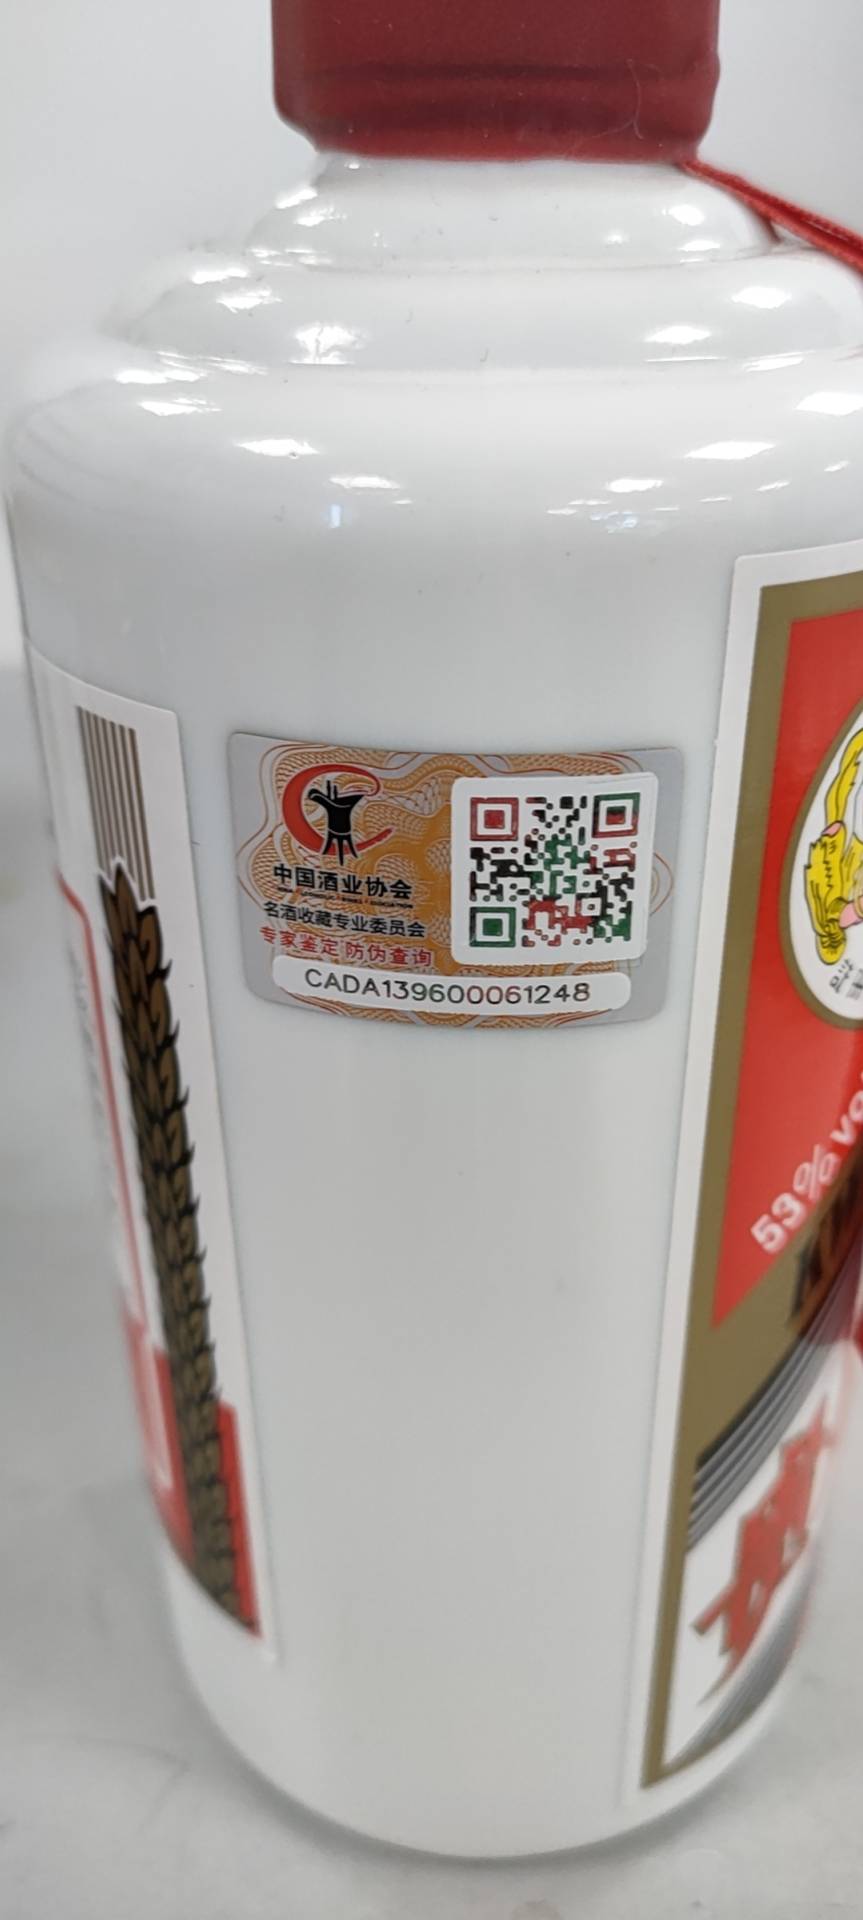 中国酒业协会
名酒收藏专业委员会
专家鉴定 防伪查询
CADA139600061248
53% vo